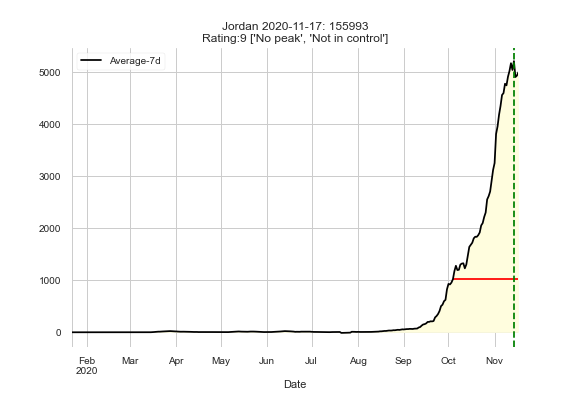 Jordan 2020-11-17: 155993
Rating:9 ['No peak', 'Not in control']
Average-7d
5000
4000
3000
2000
1000
0
Feb Mar Apr May Jun Jul Aug Sep Oct Nov
2020
Date